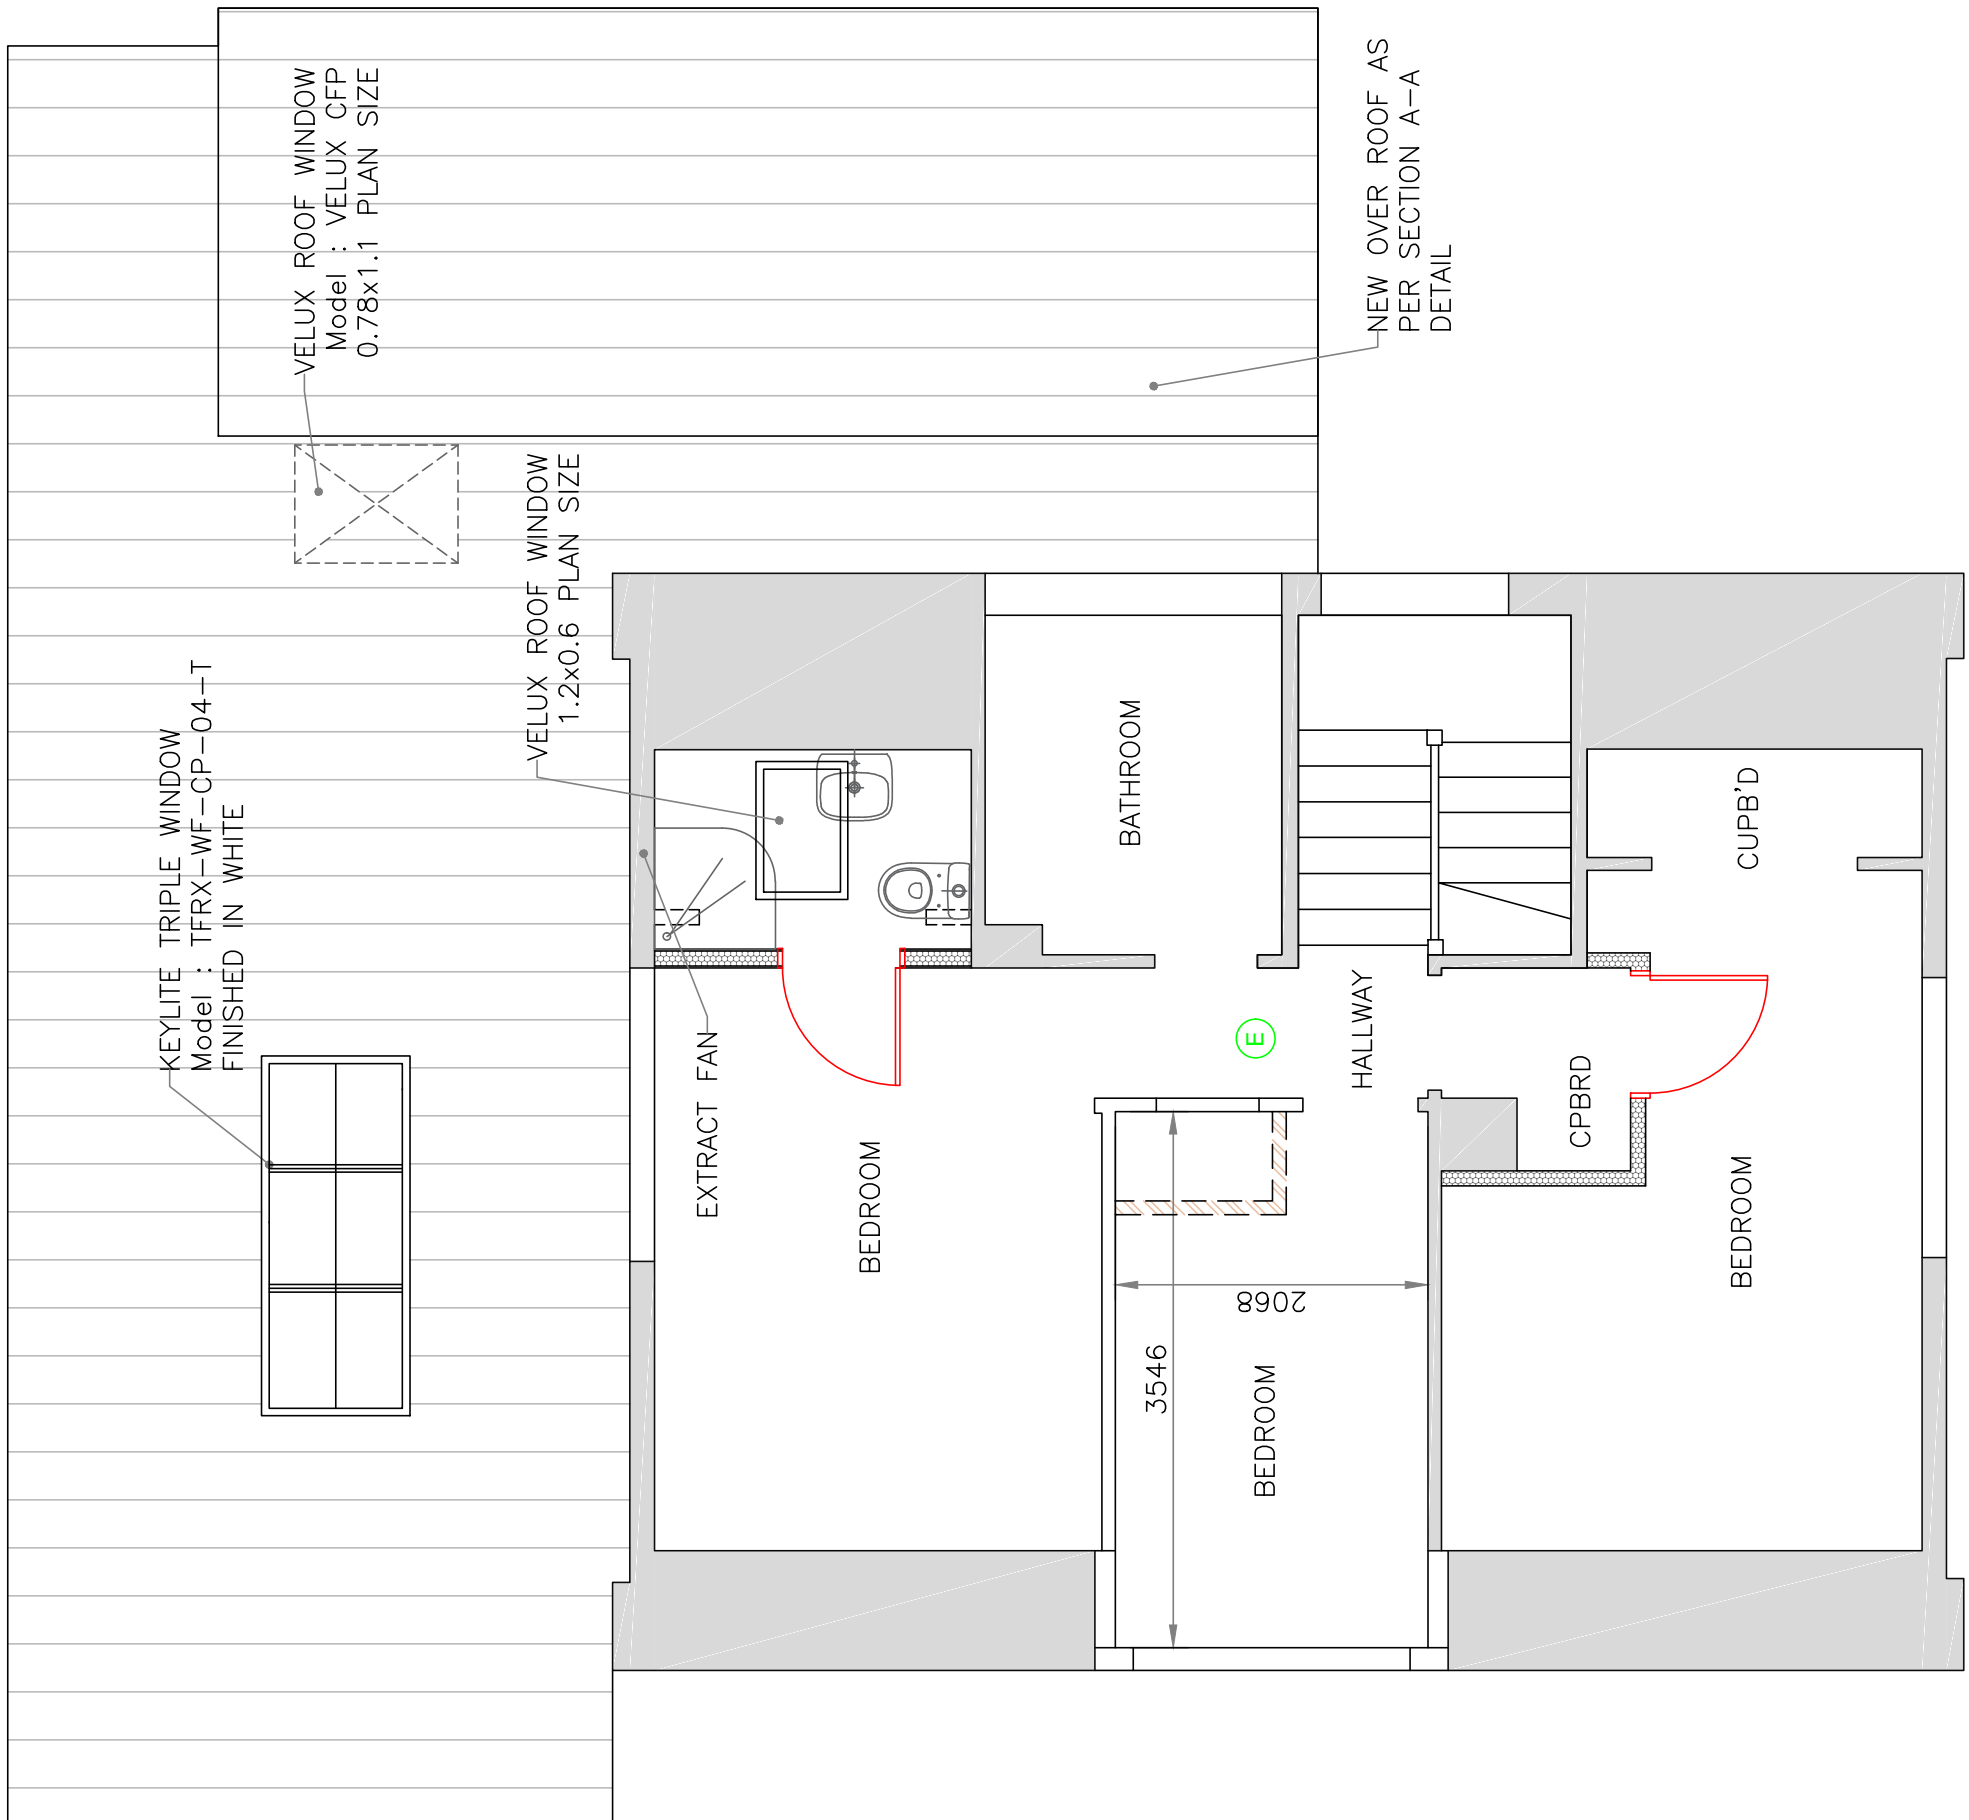 KEYLITE TRIPLE WINDOW
Model : TFRX-WF-CP-04-T
FINISHED IN WHITE
VELUX ROOF WINDOW
Model : VELUX CFP
0.78x1.1 PLAN SIZE
VELUX ROOF WINDOW
1.2x0.6 PLAN SIZE
EXTRACT FAN
BEDROOM
BATHROOM
3546
2068
BEDROOM
E
HALLWAY
NEW OVER ROOF AS
PER SECTION A-A
DETAIL
CPBRD
BEDROOM
CUPB'D